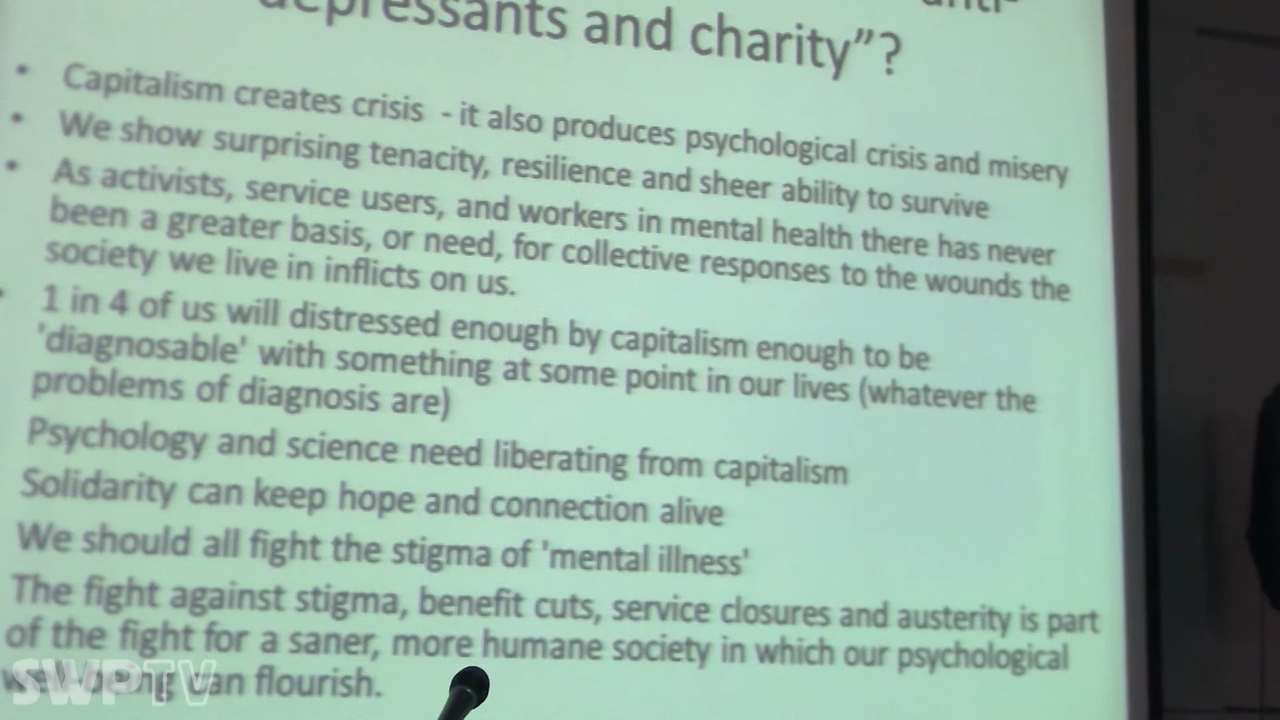 anti-
depressants and charity”?
• Capitalism creates crisis - it also produces psychological crisis and misery
• We show surprising tenacity, resilience and sheer ability to survive
• As activists, service users, and workers in mental health there has never
been a greater basis, or need, for collective responses to the wounds the
society we live in inflicts on us.
• 1 in 4 of us will distressed enough by capitalism enough to be
'diagnosable' with something at some point in our lives (whatever the
problems of diagnosis are)
Psychology and science need liberating from capitalism
Solidarity can keep hope and connection alive
We should all fight the stigma of 'mental illness'
The fight against stigma, benefit cuts, service closures and austerity is part
of the fight for a saner, more humane society in which our psychological
can flourish.
SWPTV